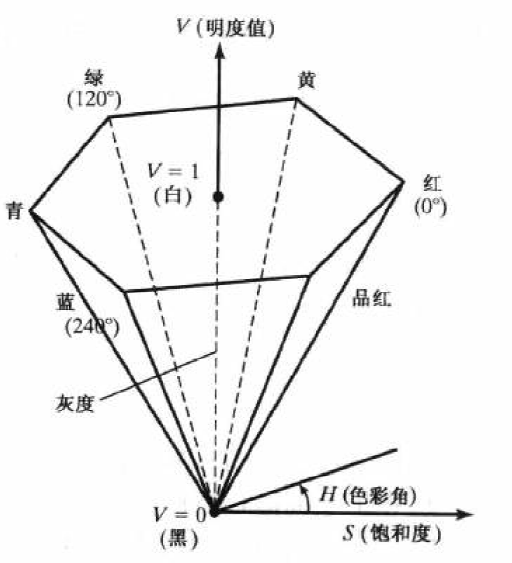 V(明度值)
绿
(120°)
黄
V = 1
(白)
红
(0°)
青
蓝
(240°)
品红
灰度
H(色彩角)
V = 0
(黑)
S(饱和度)